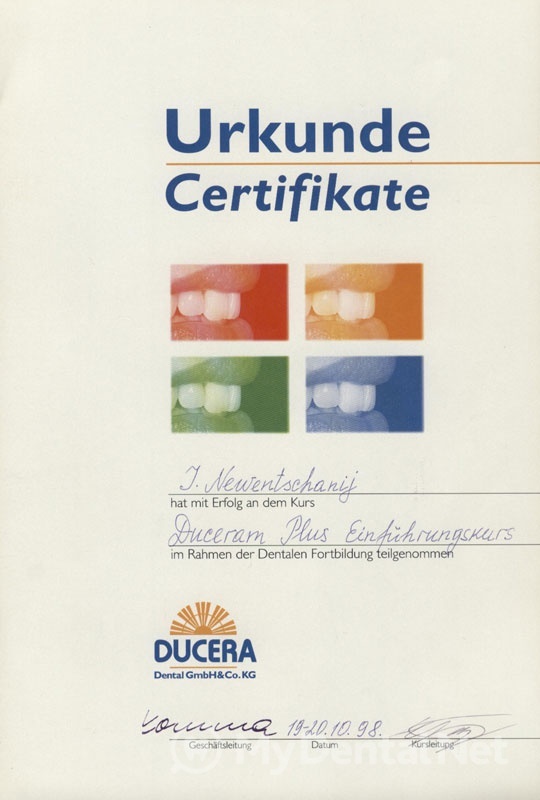 Urkunde
Certifikate
J. Newentschanij
hat mit Erfolg an dem Kurs
Duceram Plus Einführungskurs
im Rahmen der Dentalen Fortbildung teilgenommen
DUCERA
Dental GmbH&Co. KG
19-20.10.98.
Geschäftsleitung Datum Kursleitung
© MyDentalNet